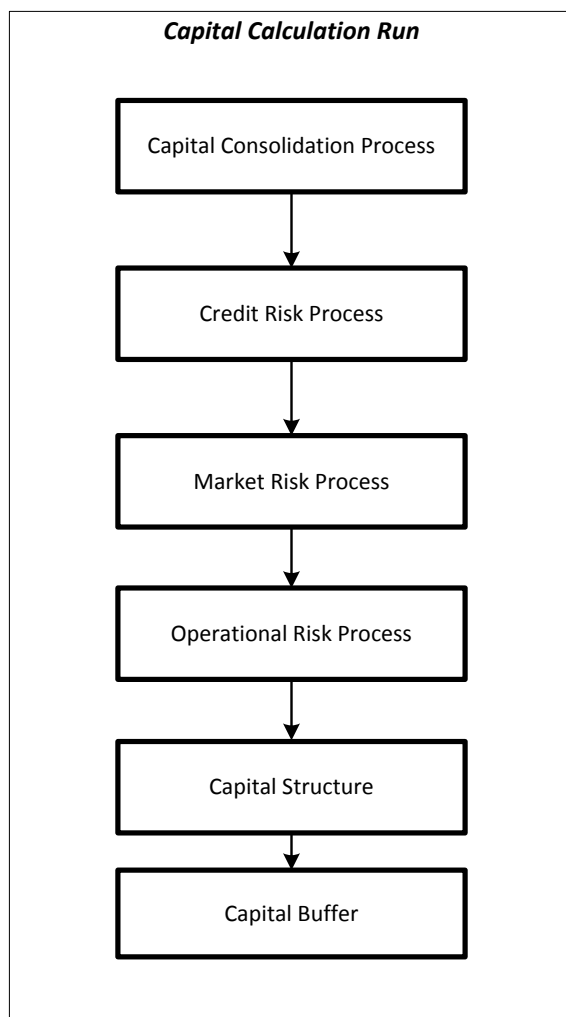 Capital Calculation Run
Capital Consolidation Process
Credit Risk Process
Market Risk Process
Operational Risk Process
Capital Structure
Capital Buffer